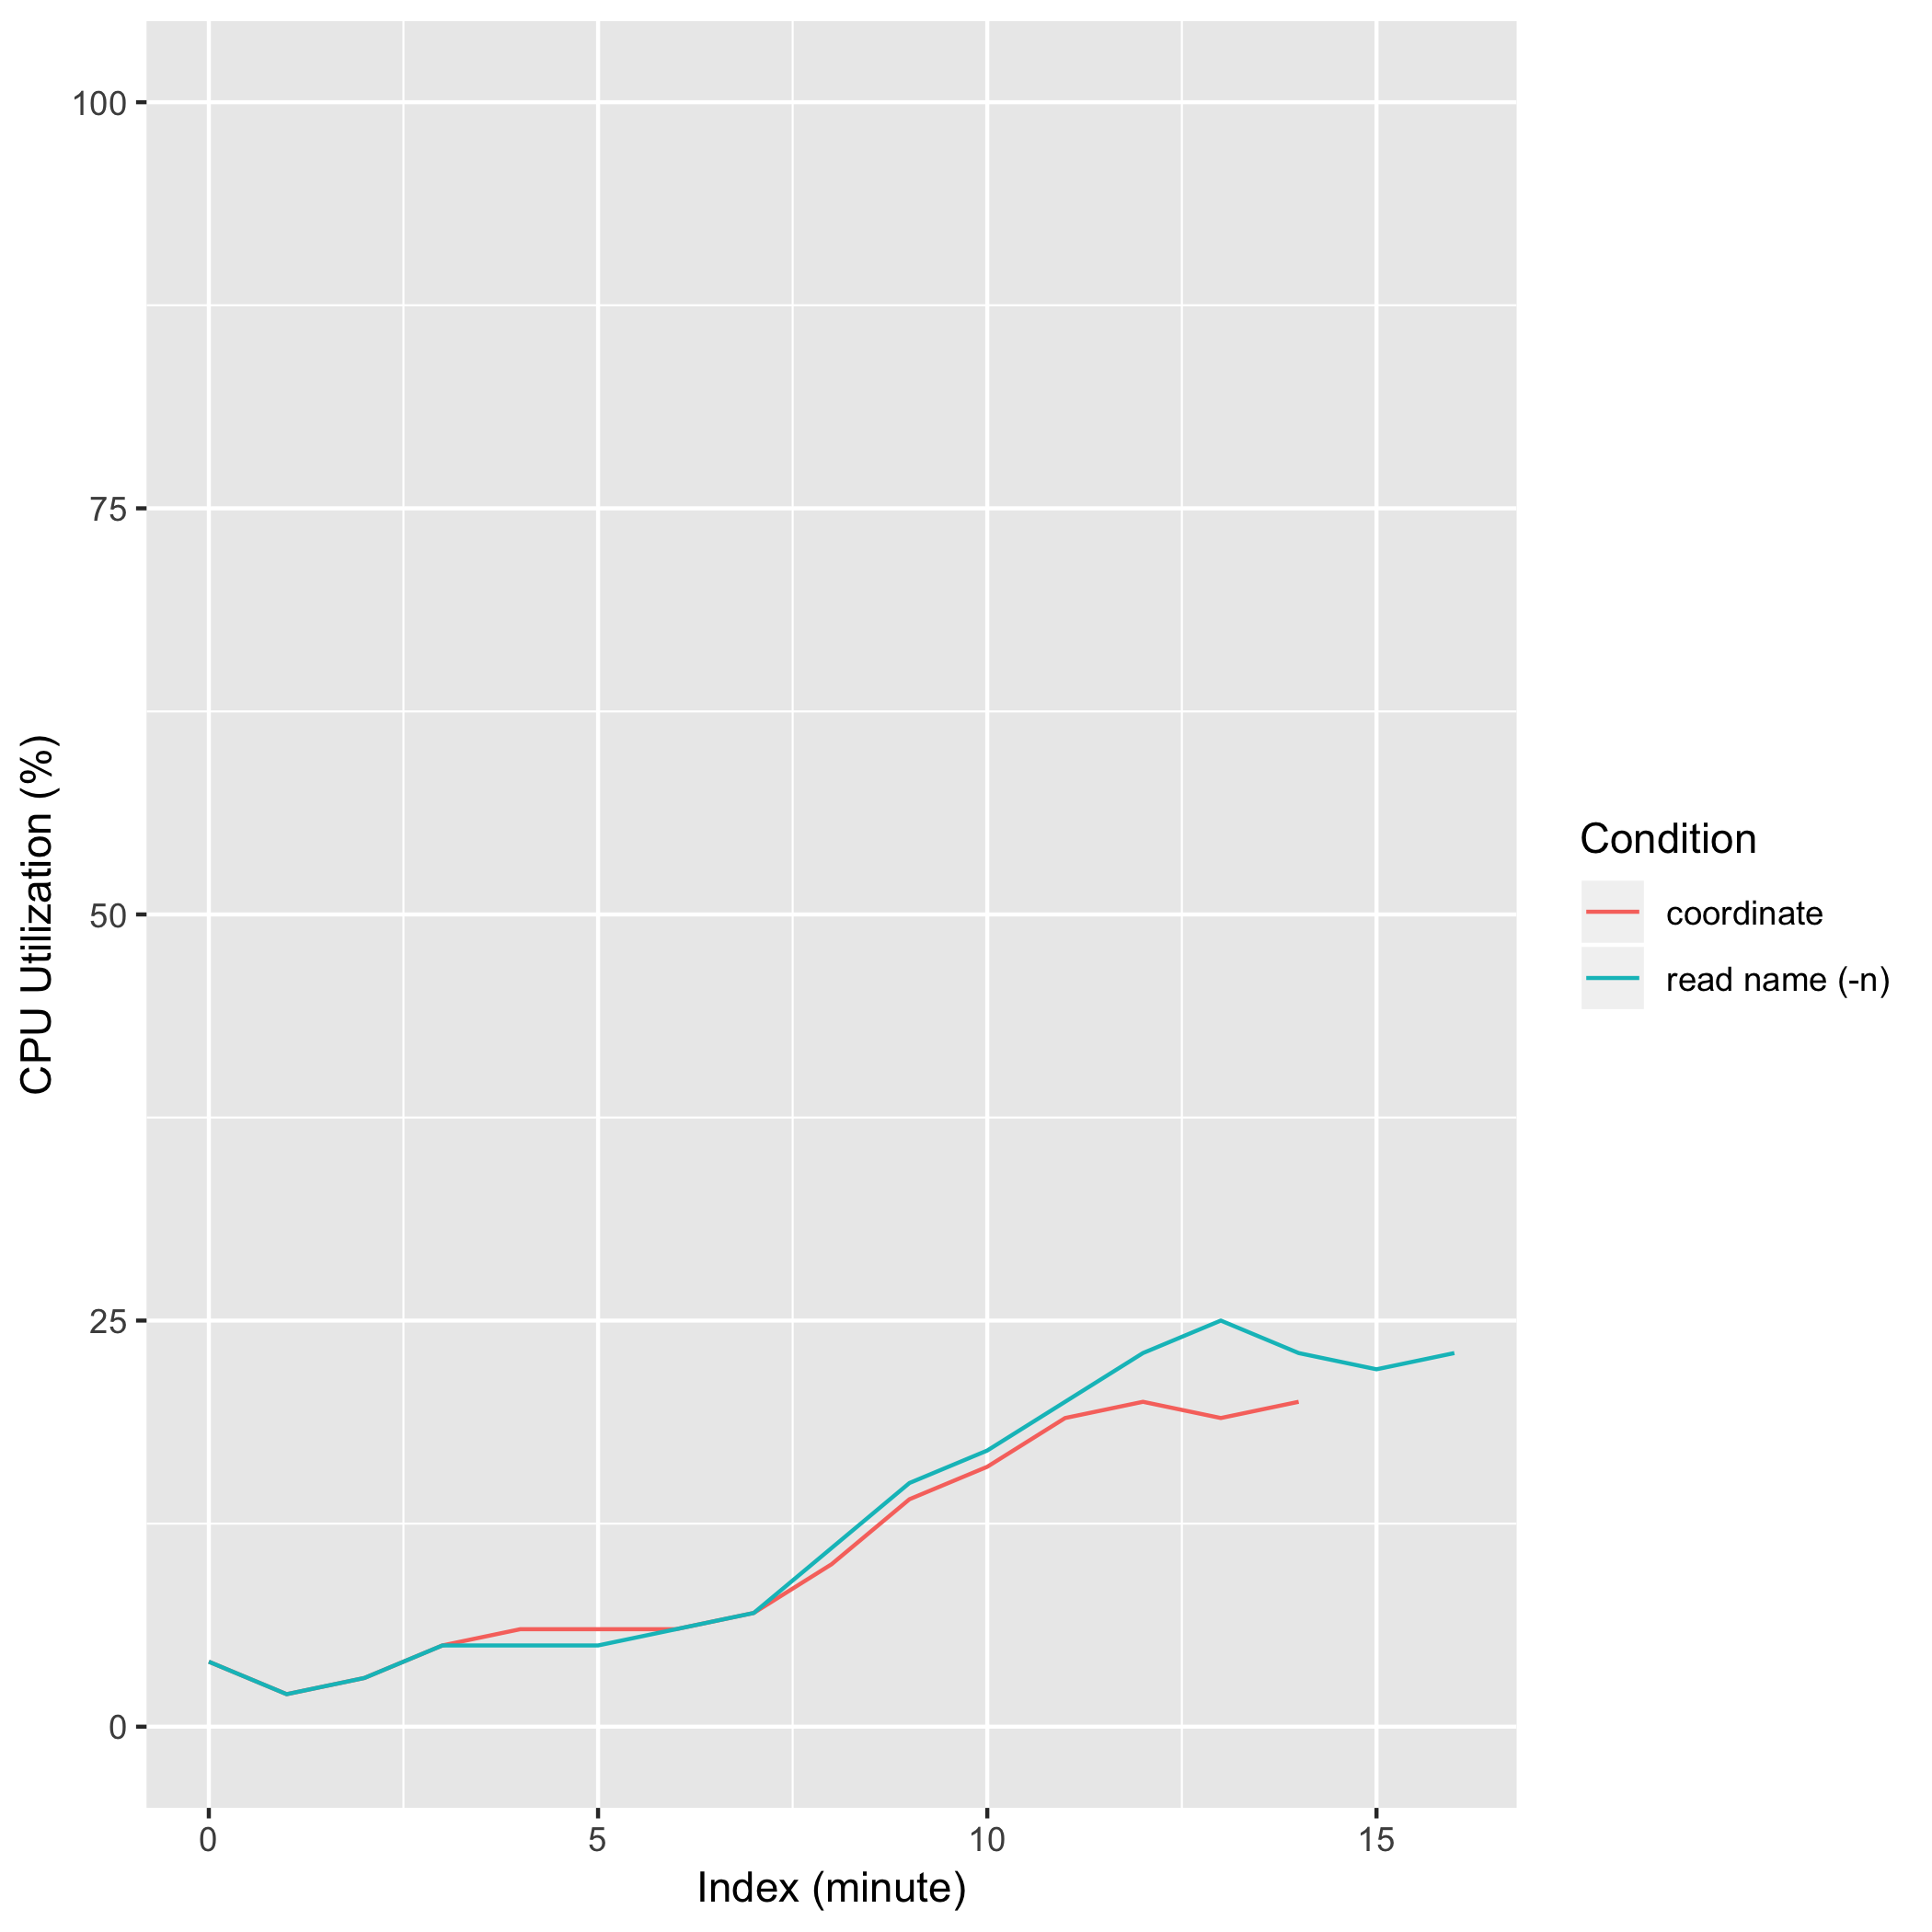 100
75
50
25
0
CPU Utilization (%)
0 5 10 15
Index (minute)
Condition
coordinate
read name (-n)